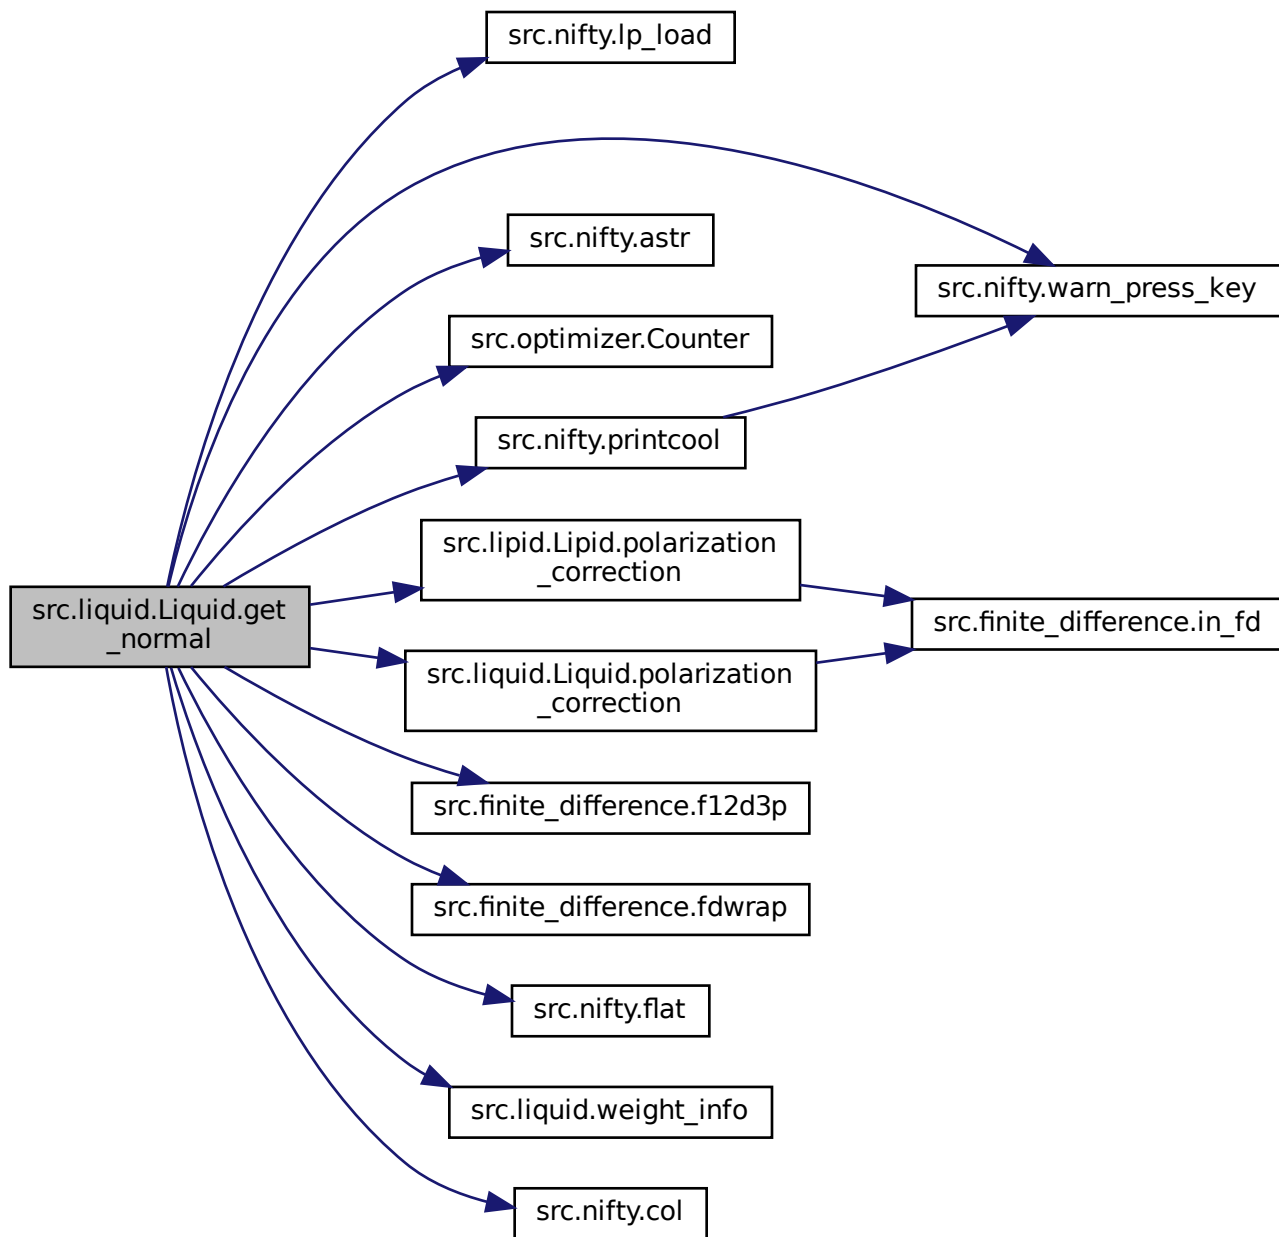 src.nifty.lp_load
src.nifty.astr
src.nifty.warn_press_key
src.optimizer.Counter
src.nifty.printcool
src.lipid.Lipid.polarization
_correction
src.liquid.Liquid.get
_normal
src.finite_difference.in_fd
src.liquid.Liquid.polarization
_correction
src.finite_difference.f12d3p
src.finite_difference.fdwrap
src.nifty.flat
src.liquid.weight_info
src.nifty.col